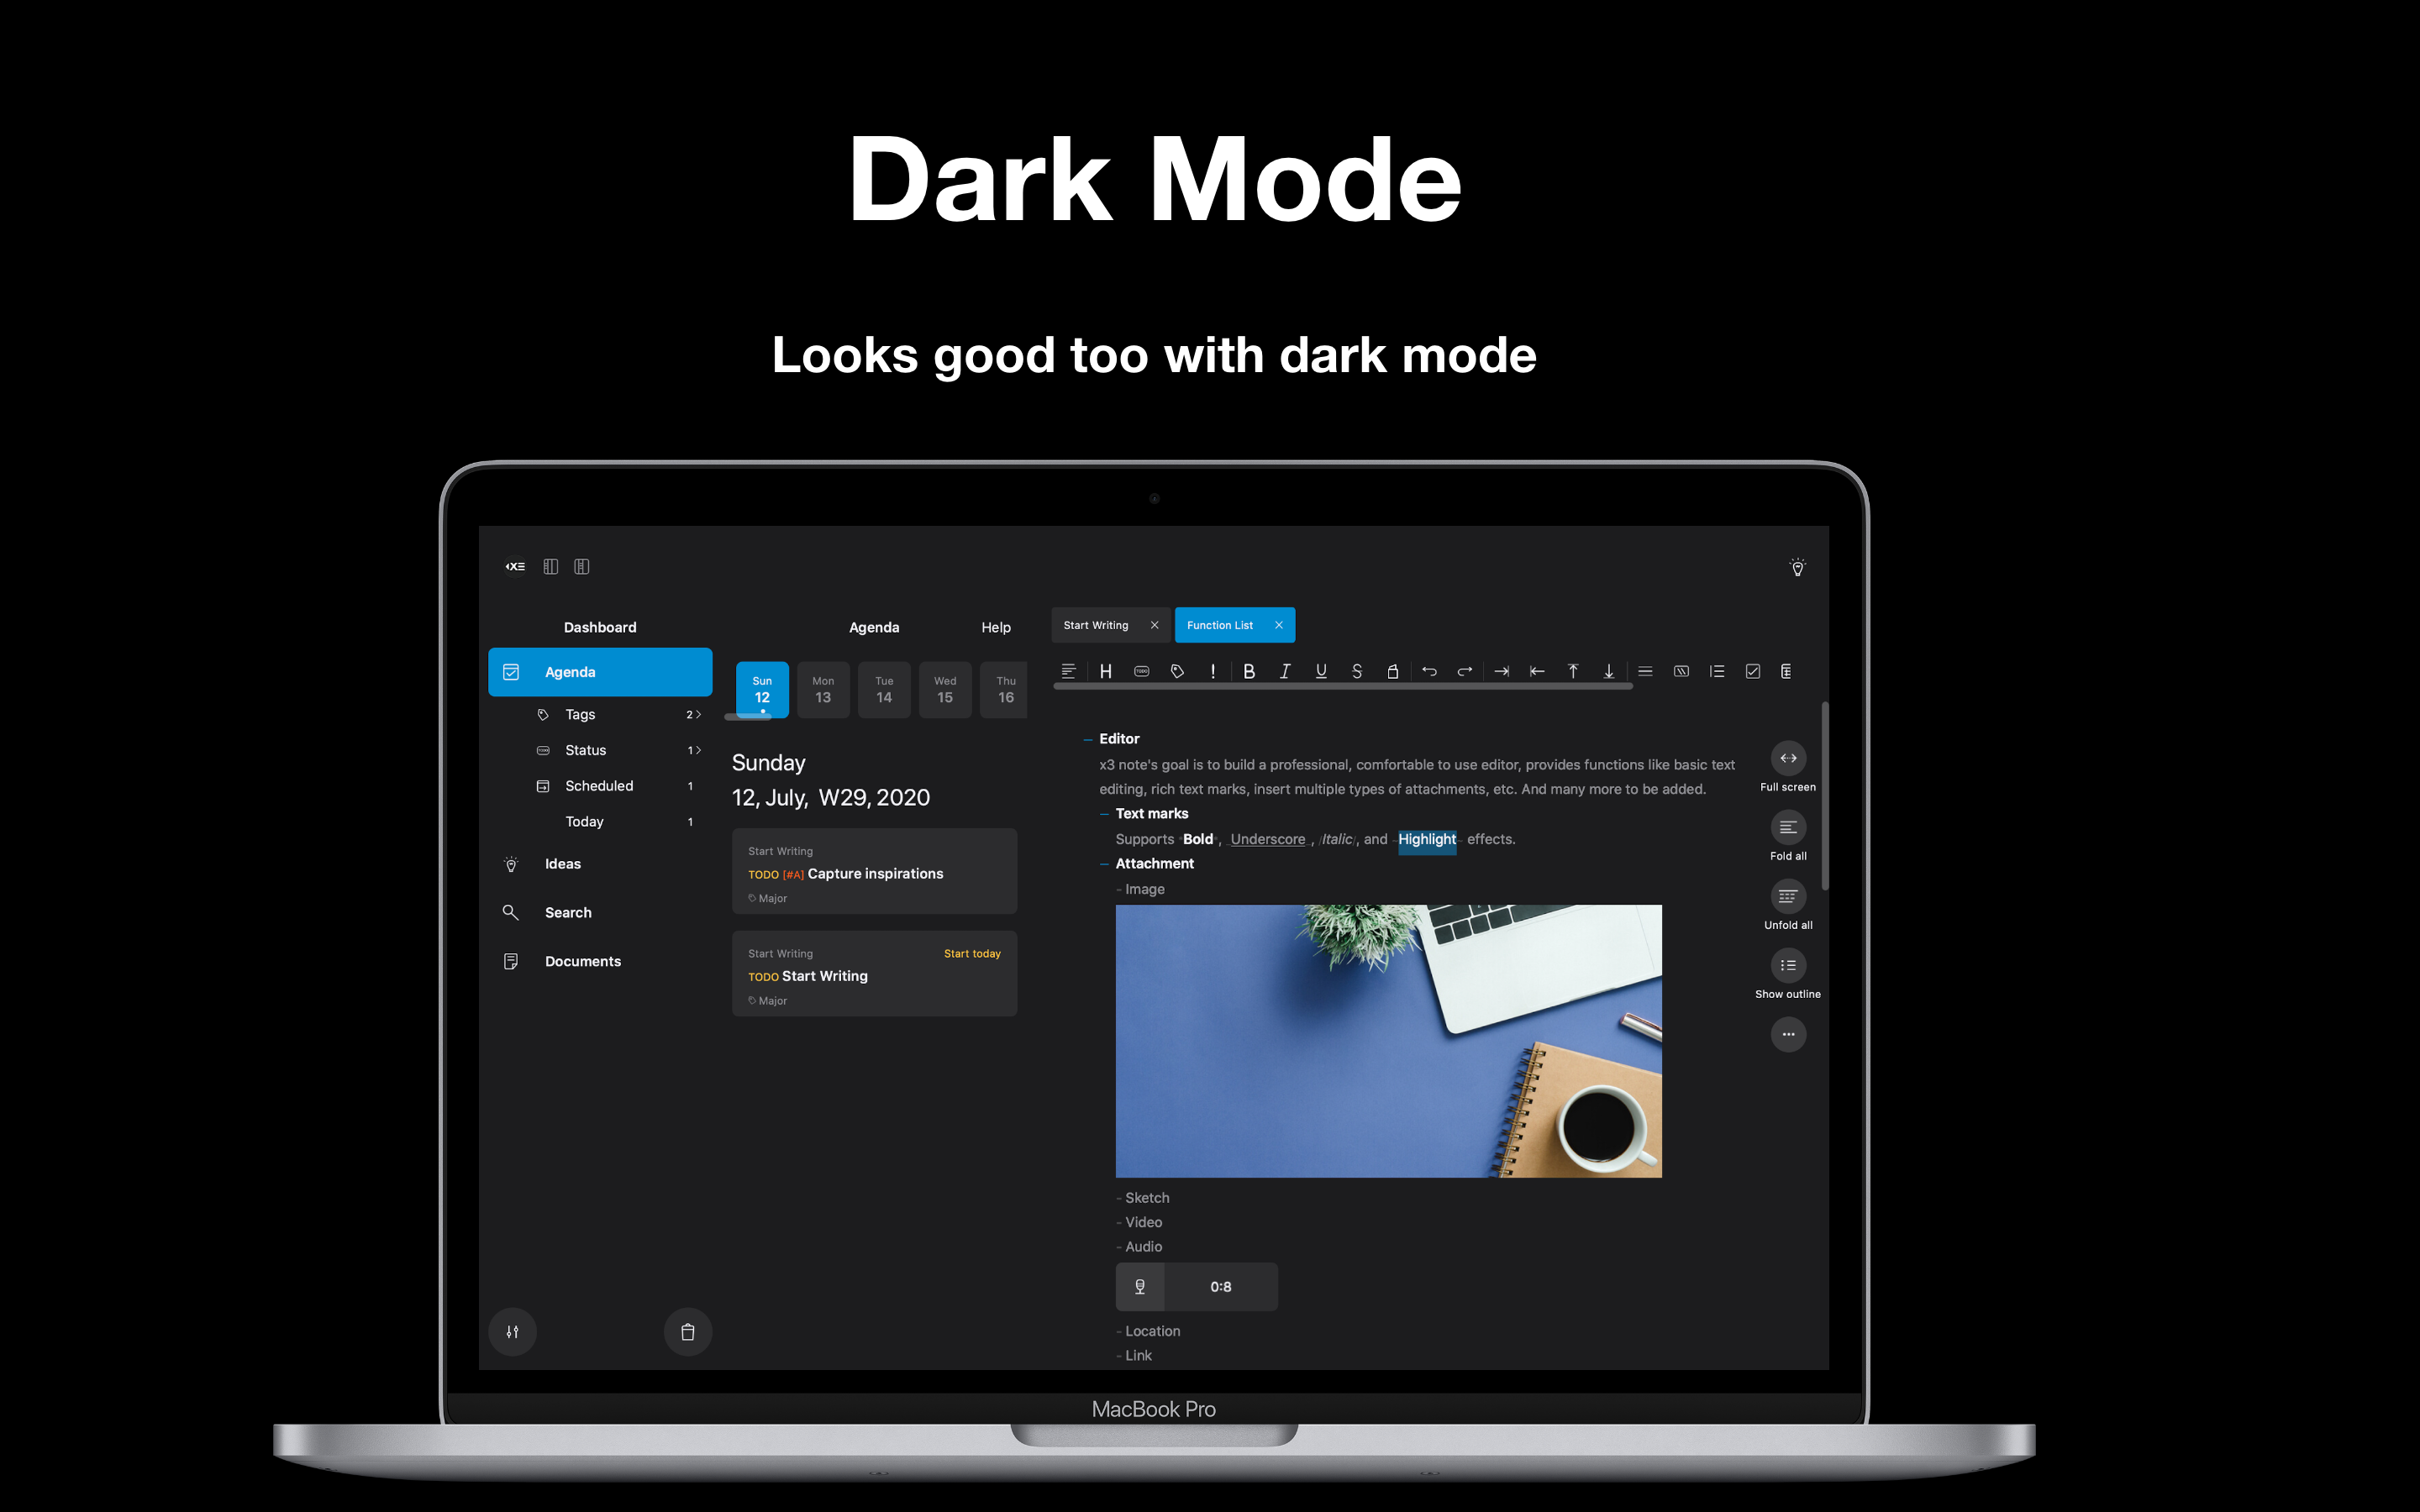 Dark Mode
Looks good too with dark mode
Dashboard
Agenda
Tags 2
Status 1
Scheduled 1
Today 1
Ideas
Search
Documents
Agenda Help
Sun Mon Tue Wed Thu
12 13 14 15 16
Sunday
12, July, W29, 2020
Start Writing
TODO [#A] Capture inspirations
Major
Start Writing Start today
TODO Start Writing
Major
Start Writing Function List
H B I U S
Editor
x3 note's goal is to build a professional, comfortable to use editor, provides functions like basic text
editing, rich text marks, insert multiple types of attachments, etc. And many more to be added.
Text marks
Supports *Bold*, _Underscore_, /Italic/, and ~Highlight~ effects.
Attachment
- Image
- Sketch
- Video
- Audio
0:8
- Location
- Link
Full screen
Fold all
Unfold all
Show outline
MacBook Pro